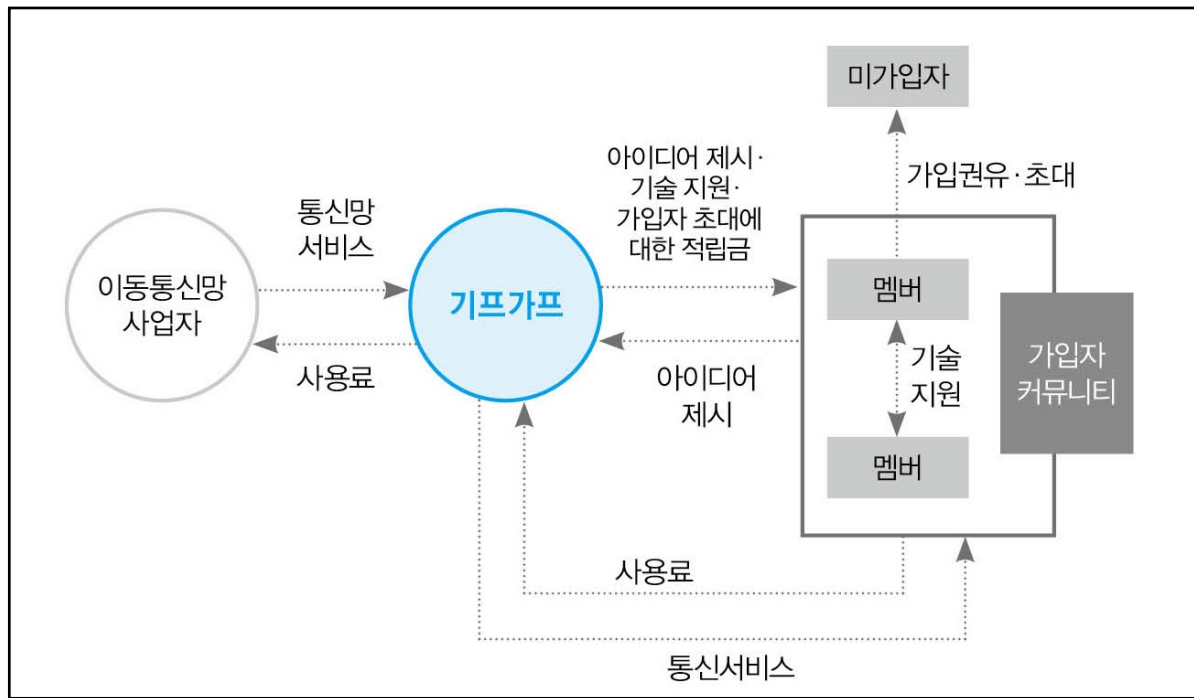 미가입자
아이디어 제시·
기술 지원·
가입자 초대에
대한 적립금
가입권유·초대
통신망
서비스
이동통신망
사업자
기프가프
멤버
사용료
아이디어
제시
기술
지원
가입자
커뮤니티
멤버
사용료
통신서비스